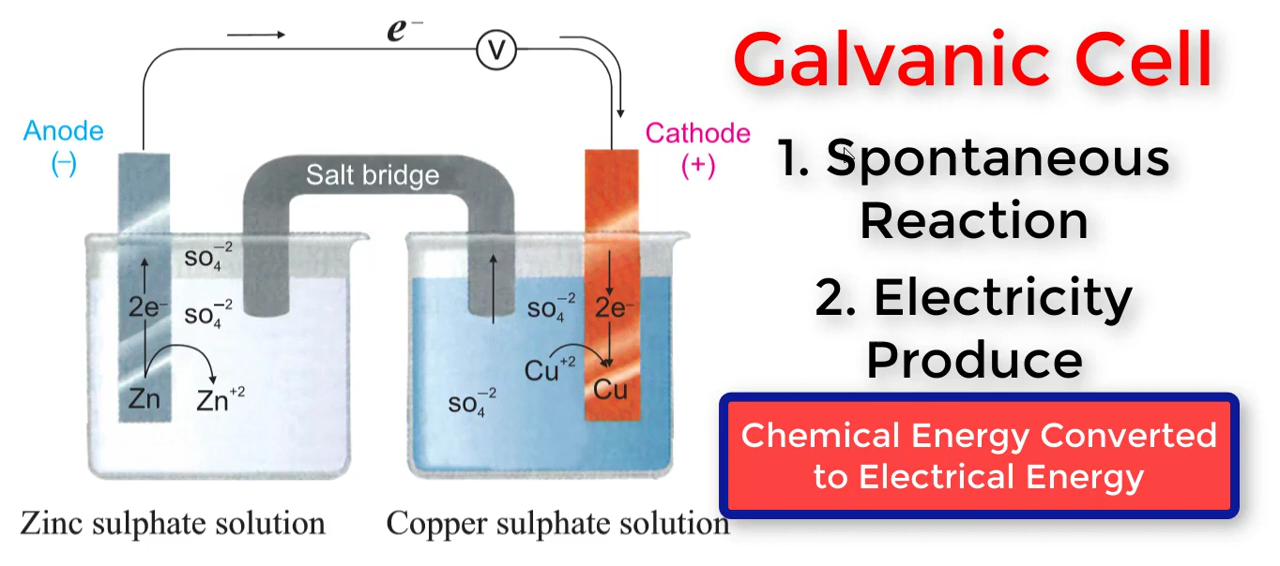 e⁻
V
Galvanic Cell
Anode
(−)
Cathode
(+)
1. Spontaneous
Reaction
Salt bridge
so₄⁻²
2e⁻
so₄⁻²
so₄⁻²
2e⁻
2. Electricity
Produce
Zn
Zn⁺²
Cu⁺²
Cu
so₄⁻²
Chemical Energy Converted
to Electrical Energy
Zinc sulphate solution
Copper sulphate solution